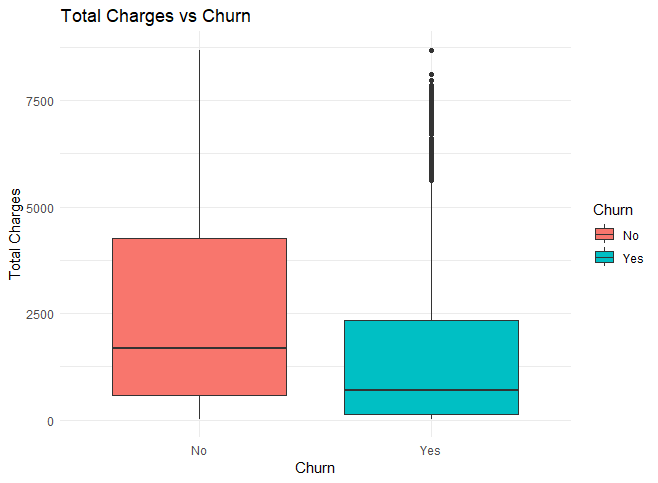 Total Charges vs Churn
7500
5000
2500
0
Total Charges
No
Yes
Churn
Churn
No
Yes